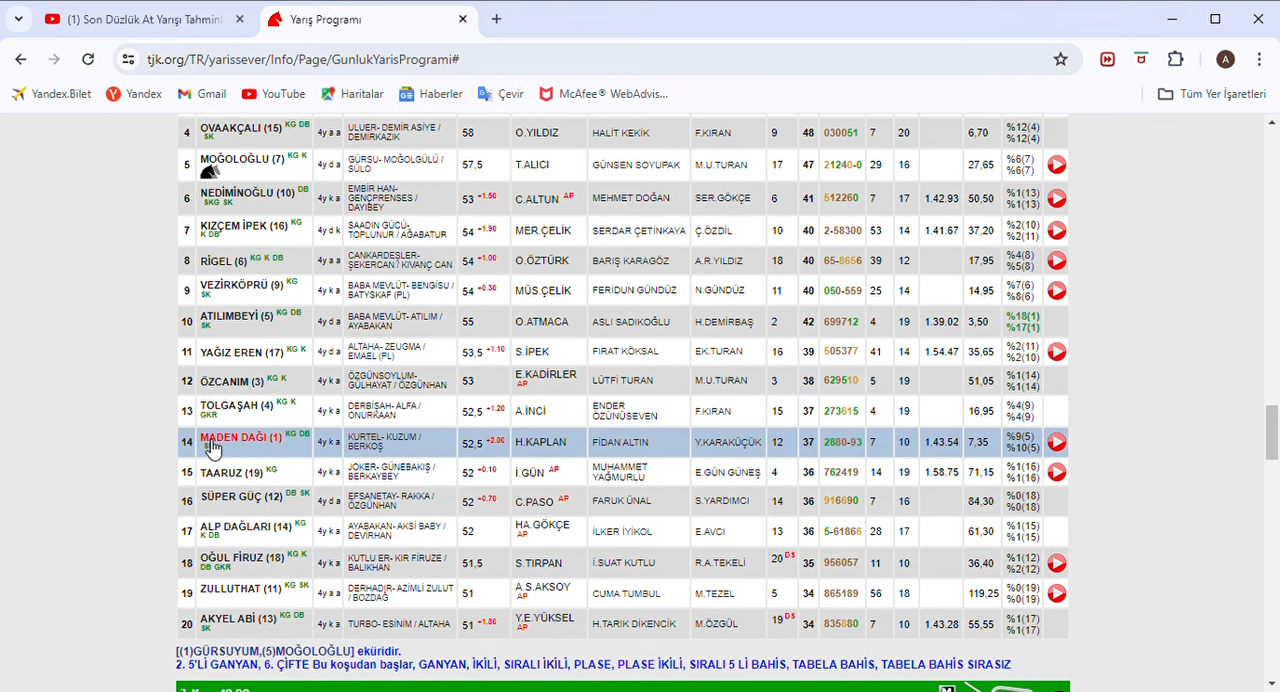 (1) Son Düzlük At Yarışı Tahminl
Yarış Programı
tjk.org/TR/yarissever/Info/Page/GunlukYarisProgrami#
A
Yandex.Bilet Yandex Gmail YouTube Haritalar Haberler Çevir McAfee® WebAdvis... Tüm Yer İşaretleri
4 OVAAKÇALI (15) KG DB SK 4y a a ULUER- DEMİR ASİYE / DEMİRKAZIK 58 O.YILDIZ HALİT KEKİK F.KIRAN 9 48 030051 7 20 6,70 %12(4) %12(4)
5 MOĞOLOĞLU (7) KG K 4y d a GÜRSU- MOĞOLGÜLÜ / SÜLO 57,5 T.ALICI GÜNSEN SOYUPAK M.U.TURAN 17 47 21240-0 29 16 27,65 %6(7) %6(7)
6 NEDİMİNOĞLU (10) DB SKG SK 4y k a EMBİR HAN- GENÇPRENSES / DAYIBEY 53 +1.50 C.ALTUN AP MEHMET DOĞAN SER.GÖKÇE 6 41 512260 7 17 1.42.93 50,50 %1(13) %1(13)
7 KIZÇEM İPEK (16) KG K DB 4y d k SAADIN GÜCÜ- TOPLUNUR / AĞABATUR 54 +1.90 MER.ÇELİK SERDAR ÇETİNKAYA Ç.ÖZDİL 10 40 2-58300 53 14 1.41.67 37,20 %2(10) %2(11)
8 RİGEL (6) KG K DB 4y a a CANKARDEŞLER- ŞEKERCAN / KIVANÇ CAN 54 +1.00 O.ÖZTÜRK BARIŞ KARAGÖZ A.R.YILDIZ 18 40 65-8656 39 12 17,95 %4(8) %5(8)
9 VEZİRKÖPRÜ (9) KG SK 4y k a BABA MEVLÜT- BENGİSU / BATYSKAF (PL) 54 +0.30 MÜS.ÇELİK FERİDUN GÜNDÜZ N.GÜNDÜZ 11 40 050-559 25 14 14,95 %7(6) %8(6)
10 ATILIMBEYİ (5) KG DB SK 4y d a BABA MEVLÜT- ATILIM / AYABAKAN 55 O.ATMACA ASLI SADIKOĞLU H.DEMİRBAŞ 2 42 699712 4 19 1.39.02 3,50 %18(1) %17(1)
11 YAĞIZ EREN (17) KG K 4y d a ALTAHA- ZEUGMA / EMAEL (PL) 53,5 +1.10 S.İPEK FIRAT KÖKSAL EK.TURAN 16 39 505377 41 14 1.54.47 35,65 %2(11) %2(10)
12 ÖZCANIM (3) KG K 4y k a ÖZGÜNSOYLUM- GÜLHAYAT / ÖZGÜNHAN 53 E.KADİRLER AP LÜTFİ TURAN M.U.TURAN 3 38 629510 5 19 51,05 %1(14) %1(14)
13 TOLGAŞAH (4) KG K GKR 4y k a DERBİŞAH- ALFA / ONURKAAN 52,5 +1.20 A.İNCİ ENDER ÖZÜNÜSEVEN F.KIRAN 15 37 273615 4 19 16,95 %4(9) %4(9)
14 MADEN DAĞI (1) KG DB 4y k a KURTEL- KUZUM / BERKOŞ 52,5 +2.00 H.KAPLAN FİDAN ALTIN Y.KARAKÜÇÜK 12 37 2880-93 7 10 1.43.54 7,35 %9(5) %10(5)
15 TAARUZ (19) KG 4y k a JOKER- GÜNEBAKIŞ / BERKAYBEY 52 +0.10 İ.GÜN AP MUHAMMET YAĞMURLU E.GÜN GÜNEŞ 4 36 762419 14 19 1.58.75 71,15 %1(16) %1(16)
16 SÜPER GÜÇ (12) DB SK 4y d a EFSANETAY- RAKKA / ÖZGÜNHAN 52 +0.70 C.PASO AP FARUK ÜNAL S.YARDIMCI 14 36 916690 7 16 84,30 %0(18) %0(18)
17 ALP DAĞLARI (14) KG K DB 4y k a AYABAKAN- AKSİ BABY / DEVİRHAN 52 HA.GÖKÇE AP İLKER İYİKOL E.AVCI 13 36 5-61866 28 17 61,30 %1(15) %1(15)
18 OĞUL FİRUZ (18) KG K DB GKR 4y k a KUTLU ER- KIR FİRUZE / BALIKHAN 51,5 S.TIRPAN İ.SUAT KUTLU R.A.TEKELİ 20 DS 35 956057 11 10 36,40 %1(12) %2(12)
19 ZULLUTHAT (11) KG SK 4y a a DERHADIR- AZİMLİ ZULUT / BOZDAĞ 51 A.S.AKSOY AP CUMA TUMBUL M.TEZEL 5 34 865189 56 18 119,25 %0(19) %0(19)
20 AKYEL ABİ (13) KG DB SK 4y k a TURBO- ESİNİM / ALTAHA 51 +1.80 Y.E.YÜKSEL AP H.TARIK DİKENCİK M.ÖZGÜL 19 DS 34 835880 7 10 1.43.28 55,55 %1(17) %1(17)
[(1)GÜRSUYUM,(5)MOĞOLOĞLU] eküridir.
2. 5'Lİ GANYAN, 6. ÇİFTE Bu koşudan başlar, GANYAN, İKİLİ, SIRALI İKİLİ, PLASE, PLASE İKİLİ, SIRALI 5 Lİ BAHİS, TABELA BAHİS, TABELA BAHİS SIRASIZ